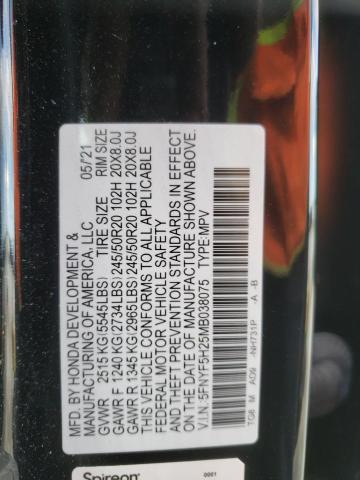 MFD. BY HONDA DEVELOPMENT &
MANUFACTURING OF AMERICA, LLC 05/21
GVWR 2515 KG(5545LBS) TIRE SIZE RIM SIZE
GAWR F 1240 KG(2734LBS)245/50R20 102H 20X8.0J
GAWR R 1345 KG(2965LBS)245/50R20 102H 20X8.0J
THIS VEHICLE CONFORMS TO ALL APPLICABLE
FEDERAL MOTOR VEHICLE SAFETY
AND THEFT PREVENTION STANDARDS IN EFFECT
ON THE DATE OF MANUFACTURE SHOWN ABOVE.
V.I.N.:5FNYF5H25MB038075 TYPE:MPV
TG8 M A09 -NH731P -A -B
Spireon
0001